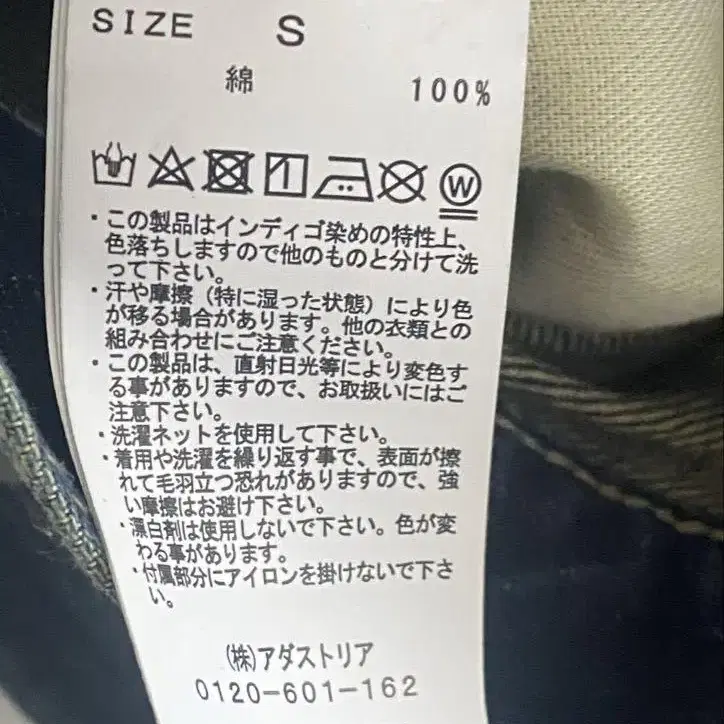 SIZE S
綿 100%
W
・この製品はインディゴ染めの特性上、
色落ちしますので他のものと分けて洗
って下さい。
・汗や摩擦（特に湿った状態）により色
が移る場合があります。他の衣類との
組み合わせにご注意ください。
・この製品は、直射日光等により変色す
る事がありますので、お取扱いにはご
注意下さい。
・洗濯ネットを使用して下さい。
・着用や洗濯を繰り返す事で、表面が擦
れて毛羽立つ恐れがありますので、強
い摩擦はお避け下さい。
・漂白剤は使用しないで下さい。色が変
わる事があります。
・付属部分にアイロンを掛けないで下さ
い。
(株)アダストリア
0120-601-162